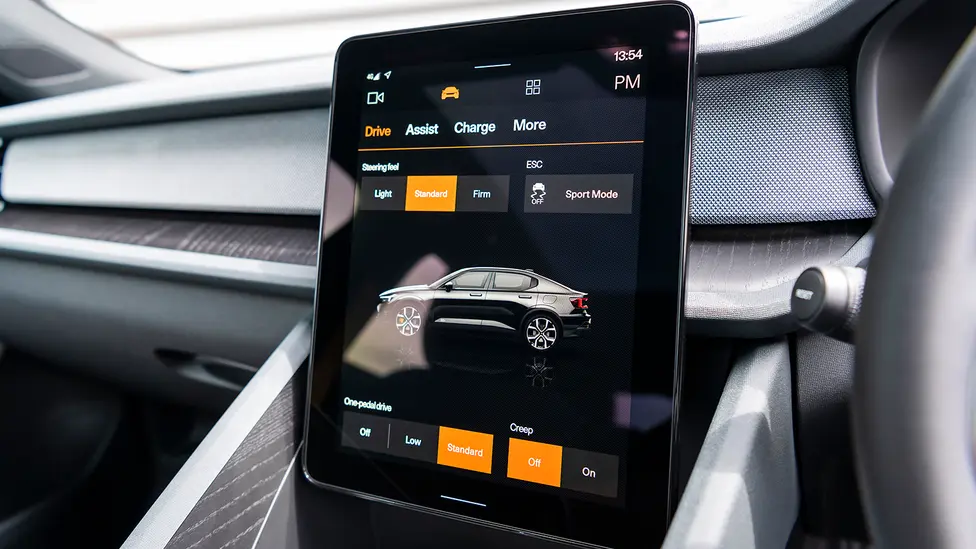 13:54
4G
PM
Drive Assist Charge More
Steering feel
ESC
Light Standard Firm
OFF Sport Mode
One-pedal drive
Off Low Standard
Creep
Off On